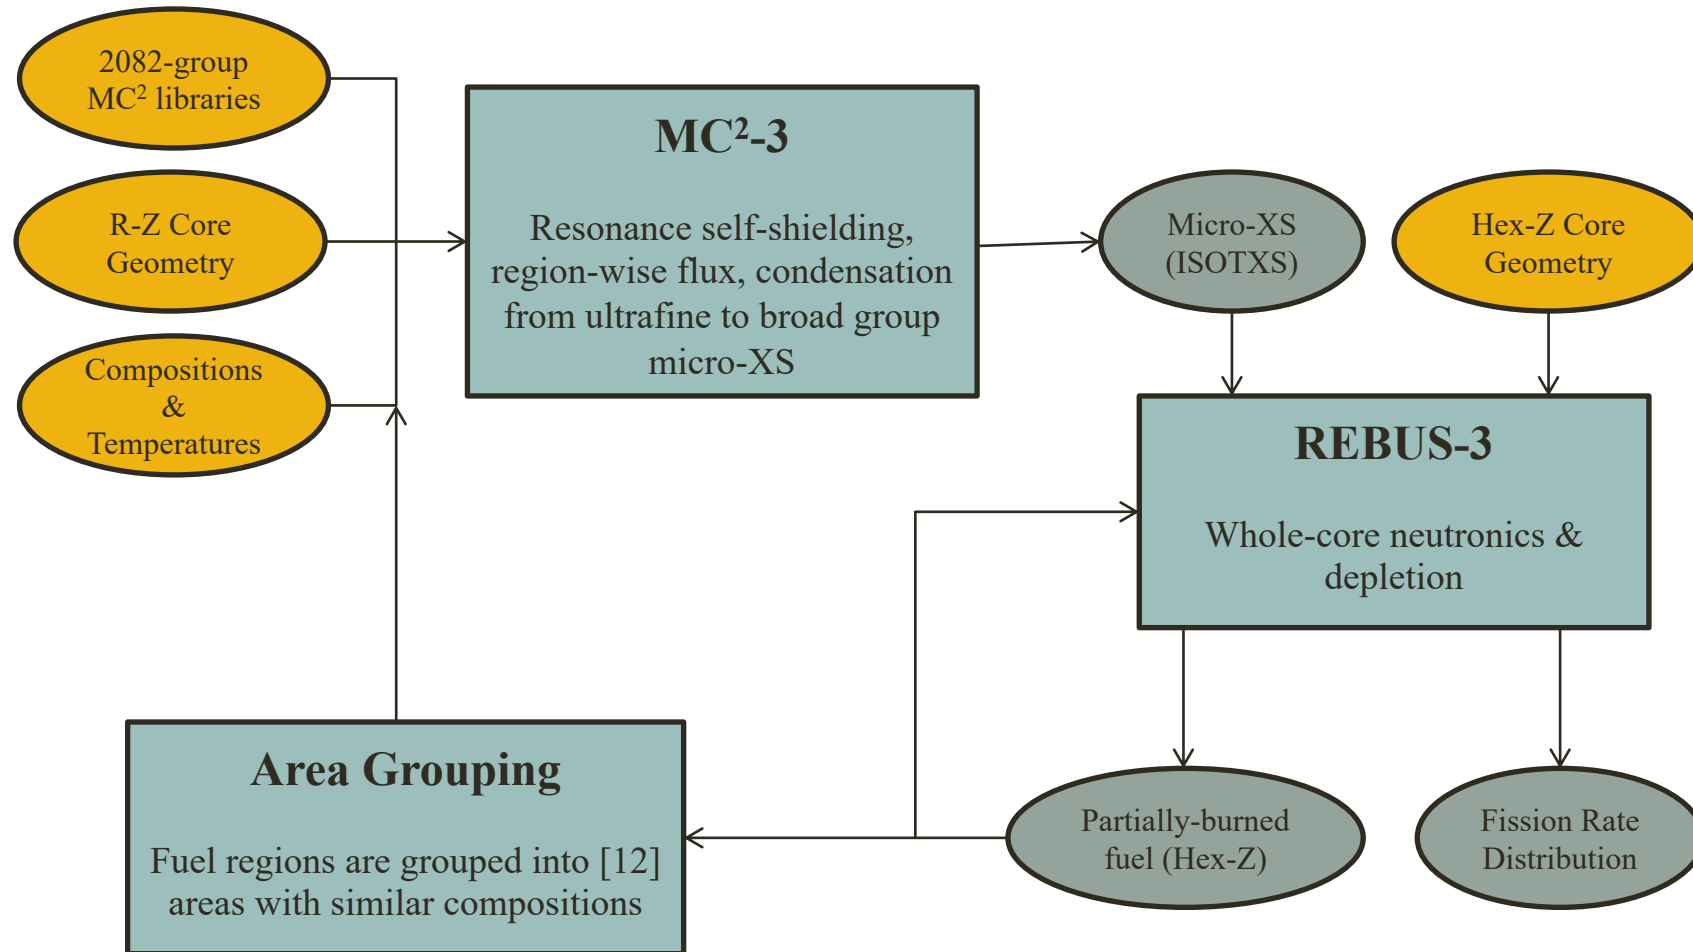 2082-group
MC² libraries
R-Z Core
Geometry
Compositions
&
Temperatures
MC²-3
Resonance self-shielding,
region-wise flux, condensation
from ultrafine to broad group
micro-XS
Micro-XS
(ISOTXS)
Hex-Z Core
Geometry
REBUS-3
Whole-core neutronics &
depletion
Area Grouping
Fuel regions are grouped into [12]
areas with similar compositions
Partially-burned
fuel (Hex-Z)
Fission Rate
Distribution